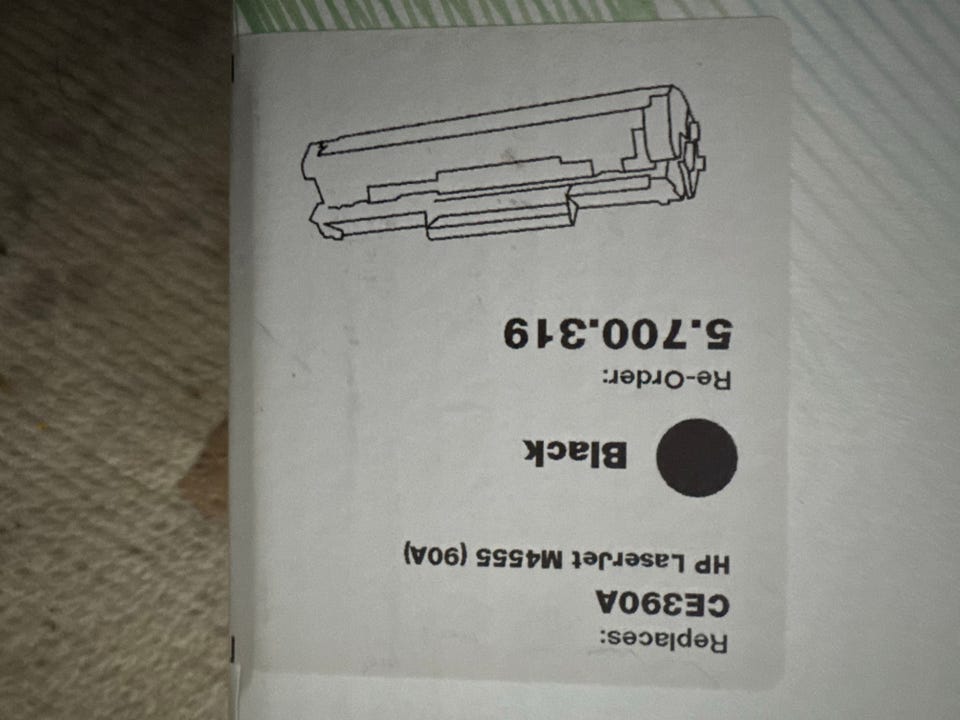 Replaces:
CE390A
HP LaserJet M4555 (90A)
Black
Re-Order:
5.700.319